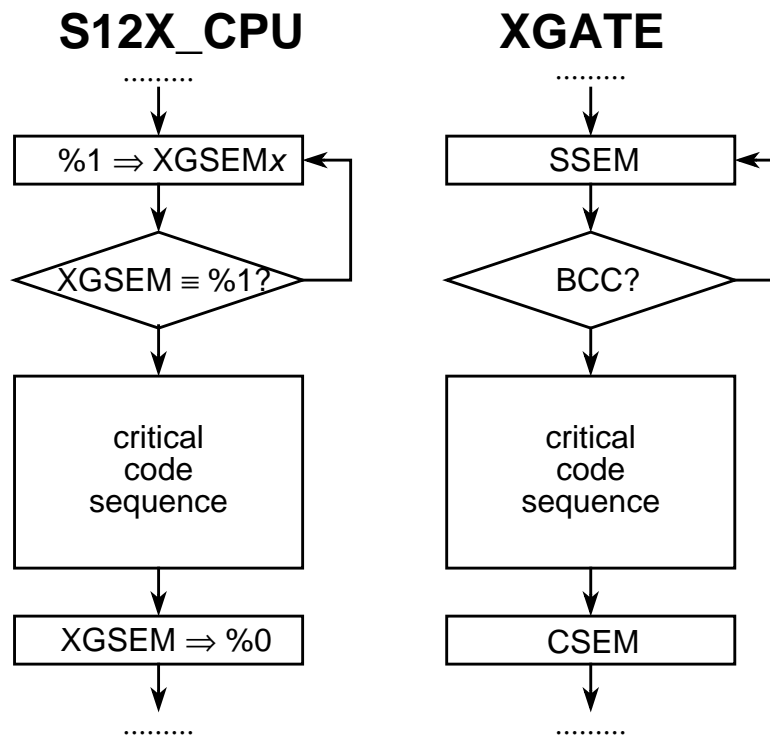 S12X_CPU
.........
%1 ⇒ XGSEMx
XGSEM ≡ %1?
critical
code
sequence
XGSEM ⇒ %0
.........
XGATE
.........
SSEM
BCC?
critical
code
sequence
CSEM
.........